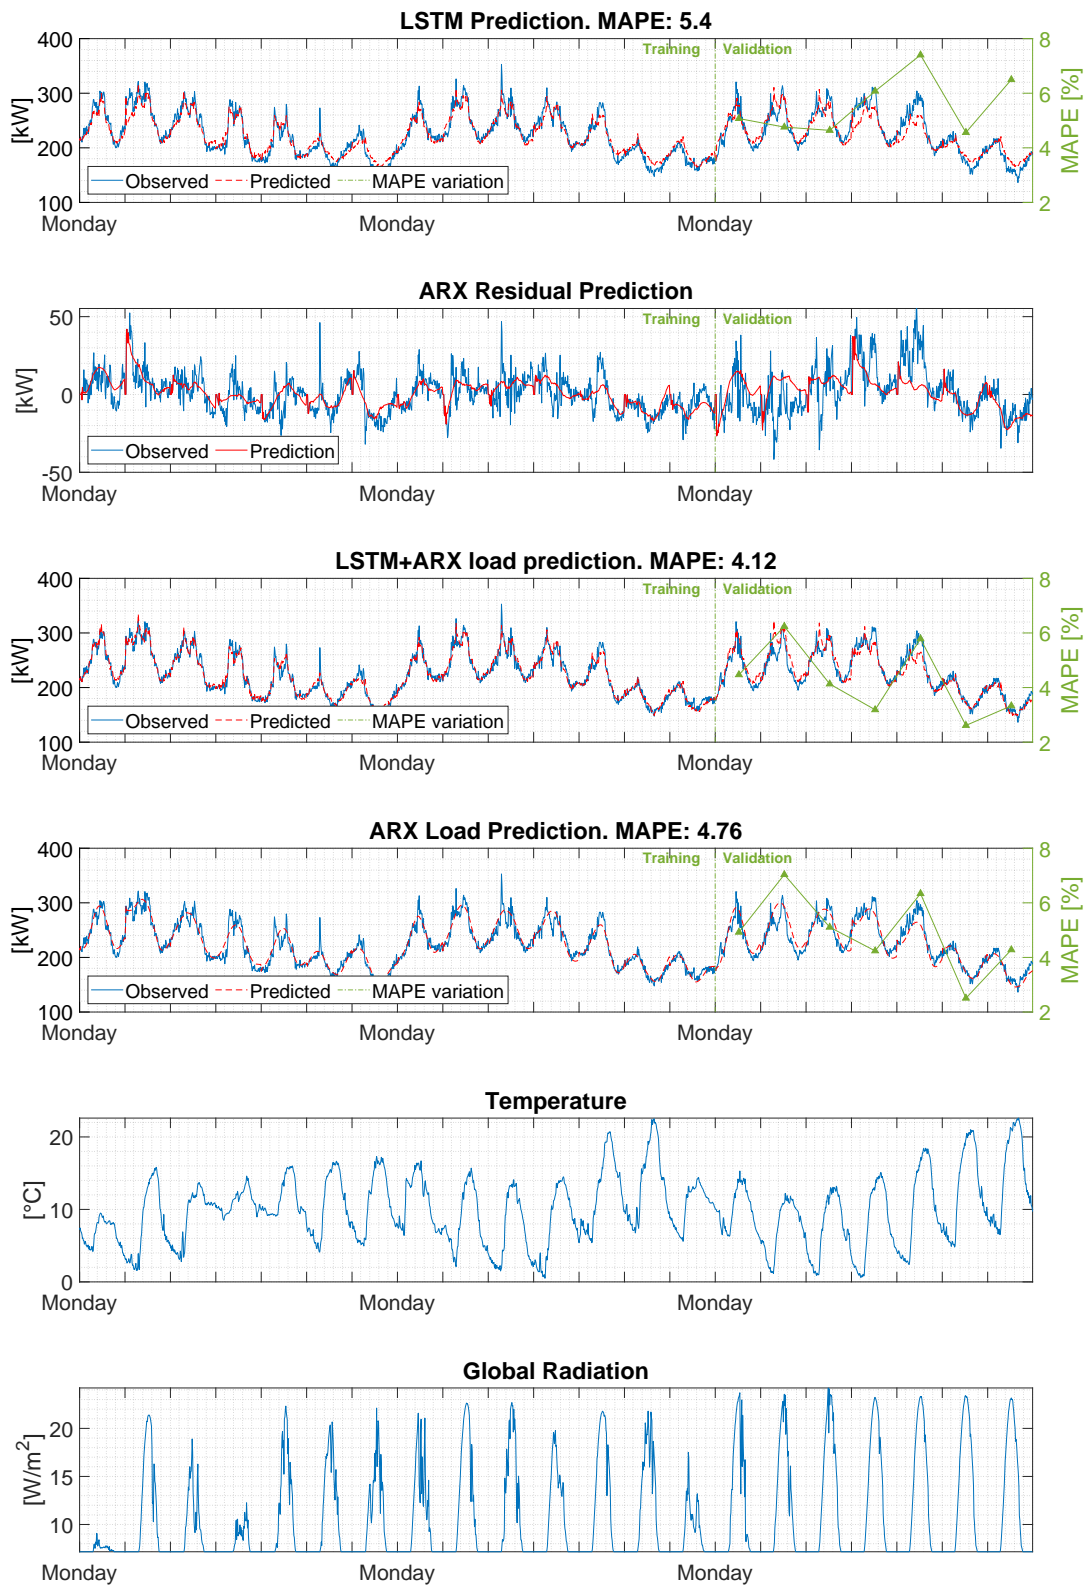 LSTM Prediction. MAPE: 5.4
400
300
200
100
[kW]
Training
Validation
8
6
4
2
MAPE [%]
Observed
Predicted
MAPE variation
Monday
Monday
Monday
ARX Residual Prediction
50
0
-50
[kW]
Training
Validation
Observed
Prediction
Monday
Monday
Monday
LSTM+ARX load prediction. MAPE: 4.12
400
300
200
100
[kW]
Training
Validation
8
6
4
2
MAPE [%]
Observed
Predicted
MAPE variation
Monday
Monday
Monday
ARX Load Prediction. MAPE: 4.76
400
300
200
100
[kW]
Training
Validation
8
6
4
2
MAPE [%]
Observed
Predicted
MAPE variation
Monday
Monday
Monday
Temperature
20
10
0
[°C]
Monday
Monday
Monday
Global Radiation
20
15
10
[W/m²]
Monday
Monday
Monday